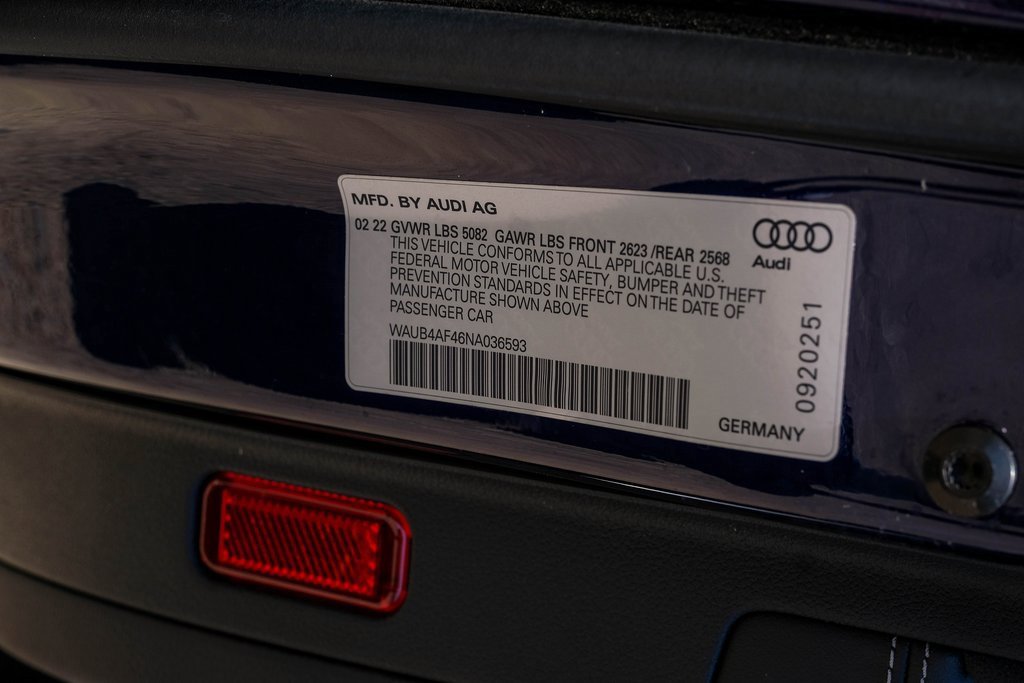 MFD. BY AUDI AG
02 22 GVWR LBS 5082 GAWR LBS FRONT 2623 /REAR 2568
THIS VEHICLE CONFORMS TO ALL APPLICABLE U.S.
FEDERAL MOTOR VEHICLE SAFETY, BUMPER AND THEFT
PREVENTION STANDARDS IN EFFECT ON THE DATE OF
MANUFACTURE SHOWN ABOVE
PASSENGER CAR
WAUB4AF46NA036593
Audi
0920251
GERMANY